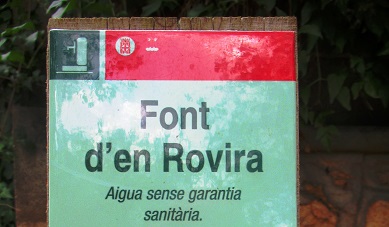 Font
d'en Rovira
Aigua sense garantia
sanitària.